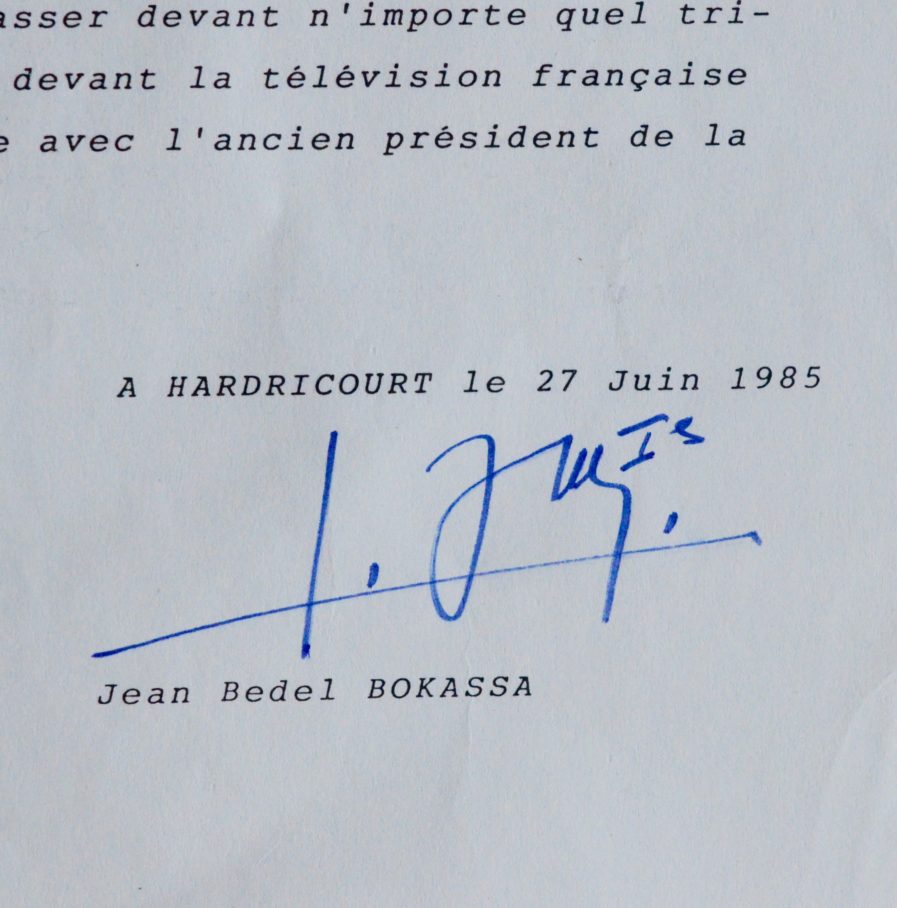 asser devant n'importe quel tri-
devant la télévision française
e avec l'ancien président de la
A HARDRICOURT le 27 Juin 1985
Jean Bedel BOKASSA